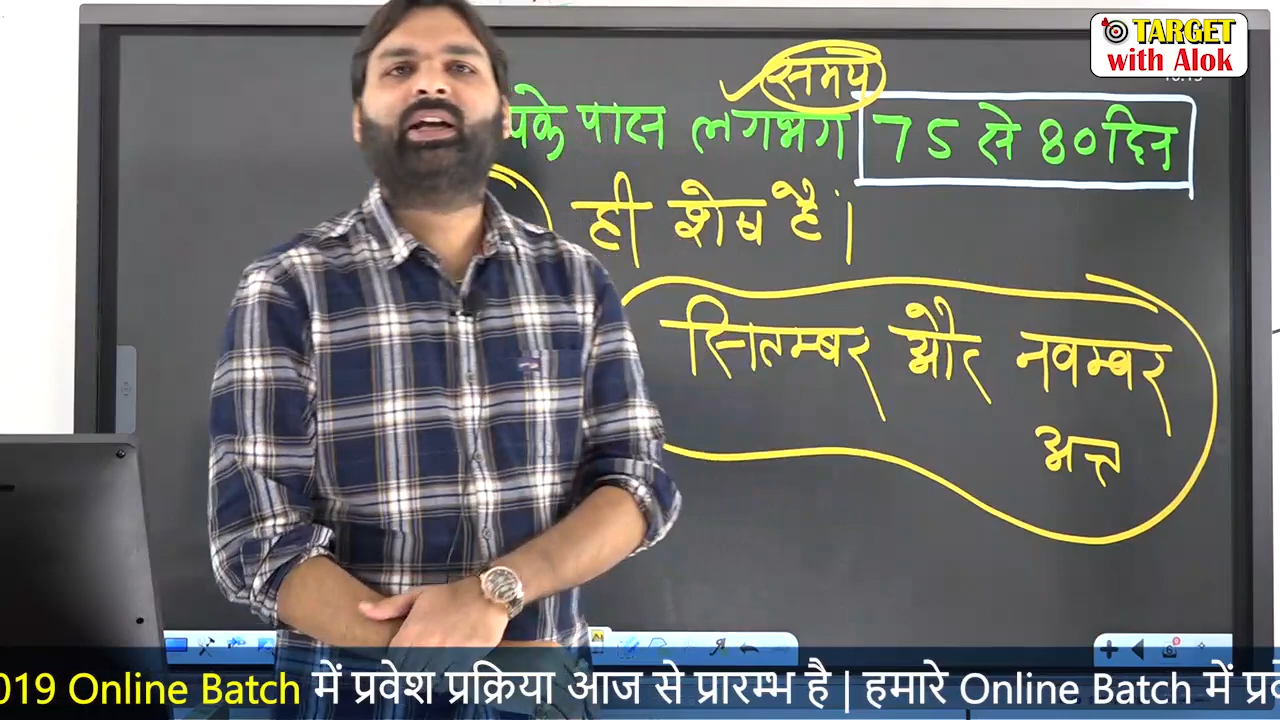 TARGET
with Alok
समय
पके पास लगभग 75 से 80 दिन
ही शेष है।
सितम्बर और नवम्बर
अन्त
019 Online Batch में प्रवेश प्रक्रिया आज से प्रारम्भ है | हमारे Online Batch में प्रवे